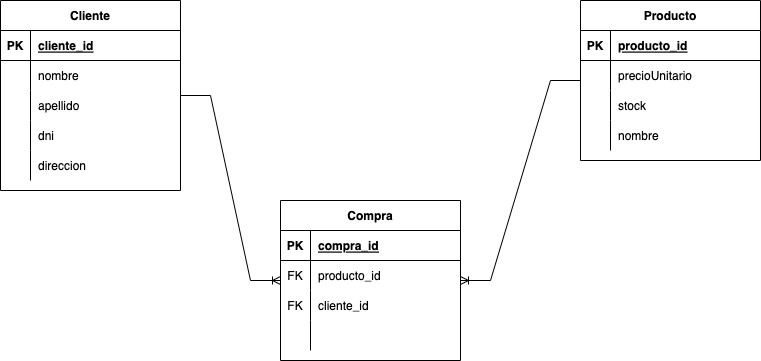 Cliente
PK cliente_id
nombre
apellido
dni
direccion
Producto
PK producto_id
precioUnitario
stock
nombre
Compra
PK compra_id
FK producto_id
FK cliente_id